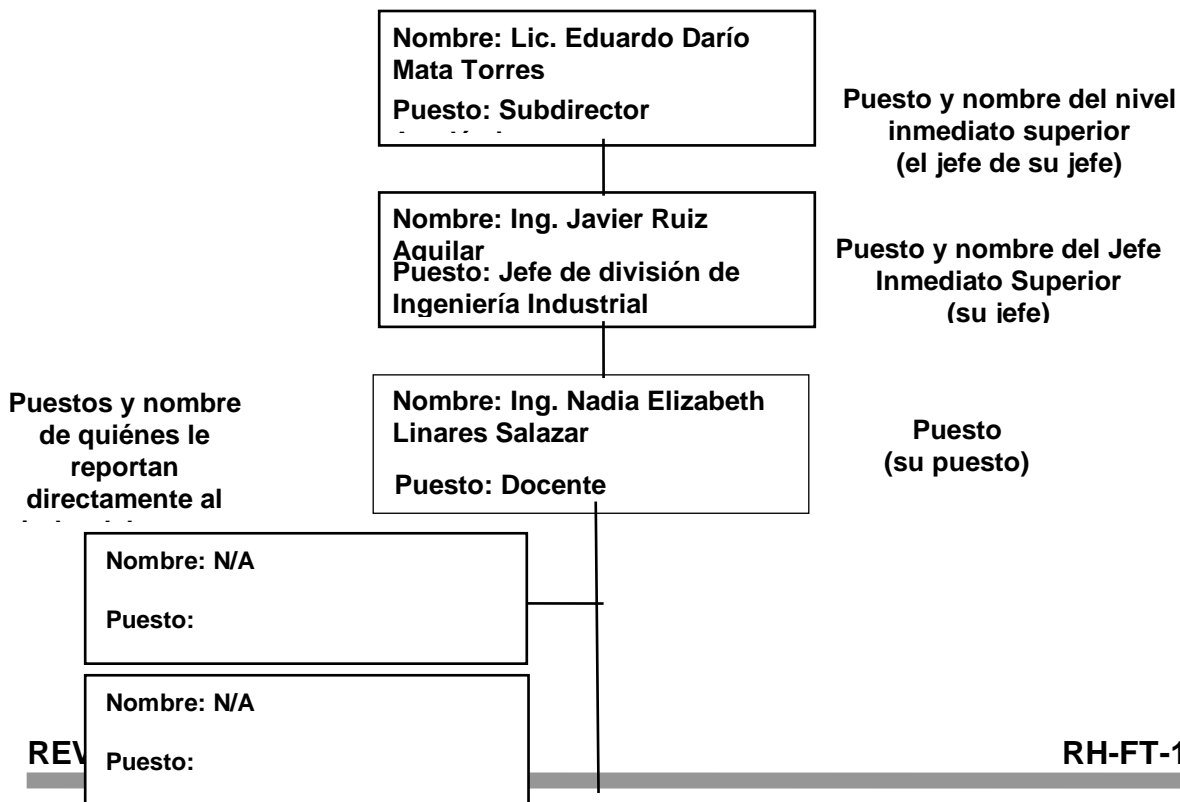 Nombre: Lic. Eduardo Darío
Mata Torres
Puesto: Subdirector
Puesto y nombre del nivel
inmediato superior
(el jefe de su jefe)
Nombre: Ing. Javier Ruiz
Aguilar
Puesto: Jefe de división de
Ingeniería Industrial
Puesto y nombre del Jefe
Inmediato Superior
(su jefe)
Puestos y nombre
de quiénes le
reportan
directamente al
Nombre: Ing. Nadia Elizabeth
Linares Salazar
Puesto: Docente
Puesto
(su puesto)
Nombre: N/A
Puesto:
Nombre: N/A
Puesto:
REV
RH-FT-1